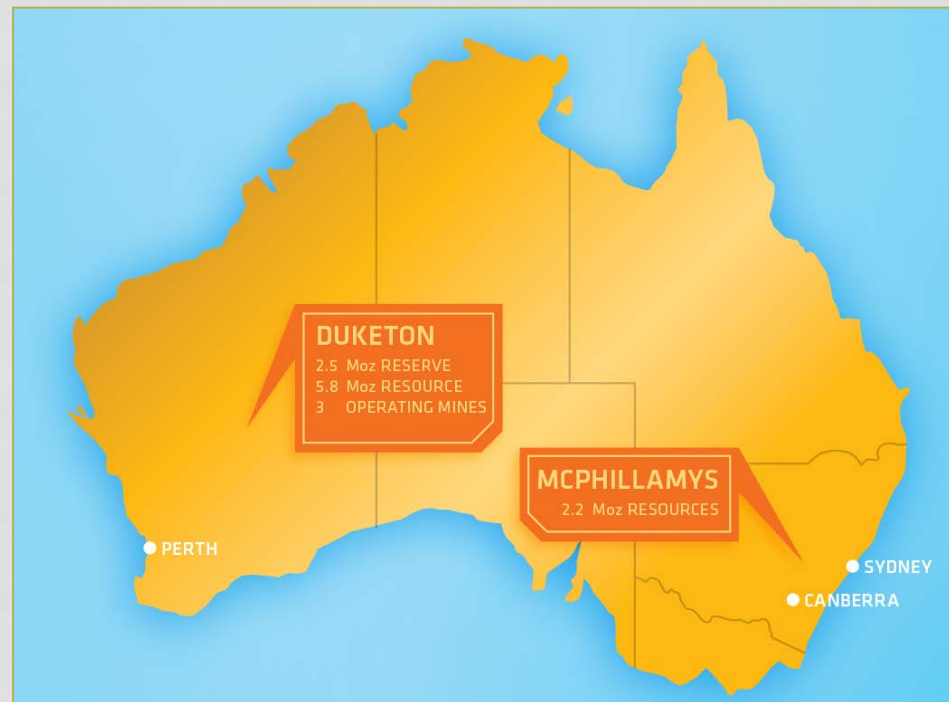 DUKETON
2.5 Moz RESERVE
5.8 Moz RESOURCE
3 OPERATING MINES
MCPHILLAMYS
2.2 Moz RESOURCES
PERTH
SYDNEY
CANBERRA